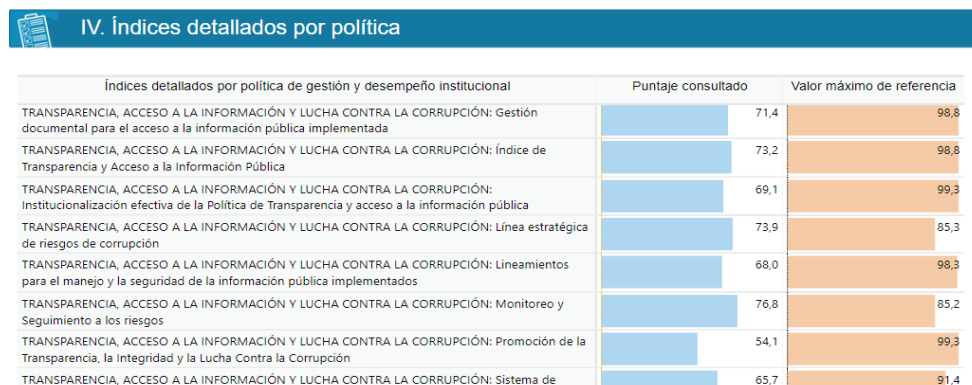 IV. Índices detallados por política
Índices detallados por política de gestión y desempeño institucional Puntaje consultado Valor máximo de referencia
TRANSPARENCIA, ACCESO A LA INFORMACIÓN Y LUCHA CONTRA LA CORRUPCIÓN: Gestión 71,4 98,8
documental para el acceso a la información pública implementada
TRANSPARENCIA, ACCESO A LA INFORMACIÓN Y LUCHA CONTRA LA CORRUPCIÓN: Índice de 73,2 98,8
Transparencia y Acceso a la Información Pública
TRANSPARENCIA, ACCESO A LA INFORMACIÓN Y LUCHA CONTRA LA CORRUPCIÓN: 69,1 99,3
Institucionalización efectiva de la Política de Transparencia y acceso a la información pública
TRANSPARENCIA, ACCESO A LA INFORMACIÓN Y LUCHA CONTRA LA CORRUPCIÓN: Línea estratégica 73,9 85,3
de riesgos de corrupción
TRANSPARENCIA, ACCESO A LA INFORMACIÓN Y LUCHA CONTRA LA CORRUPCIÓN: Lineamientos 68,0 98,3
para el manejo y la seguridad de la información pública implementados
TRANSPARENCIA, ACCESO A LA INFORMACIÓN Y LUCHA CONTRA LA CORRUPCIÓN: Monitoreo y 76,8 85,2
Seguimiento a los riesgos
TRANSPARENCIA, ACCESO A LA INFORMACIÓN Y LUCHA CONTRA LA CORRUPCIÓN: Promoción de la 54,1 99,3
Transparencia, la Integridad y la Lucha Contra la Corrupción
TRANSPARENCIA, ACCESO A LA INFORMACIÓN Y LUCHA CONTRA LA CORRUPCIÓN: Sistema de 65,7 91,4